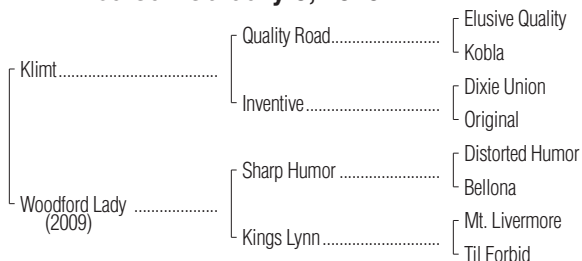 Elusive Quality
Quality Road
Kobla
Klimt
Dixie Union
Inventive
Original
Distorted Humor
Sharp Humor
Bellona
Woodford Lady
(2009)
Mt. Livermore
Kings Lynn
Til Forbid